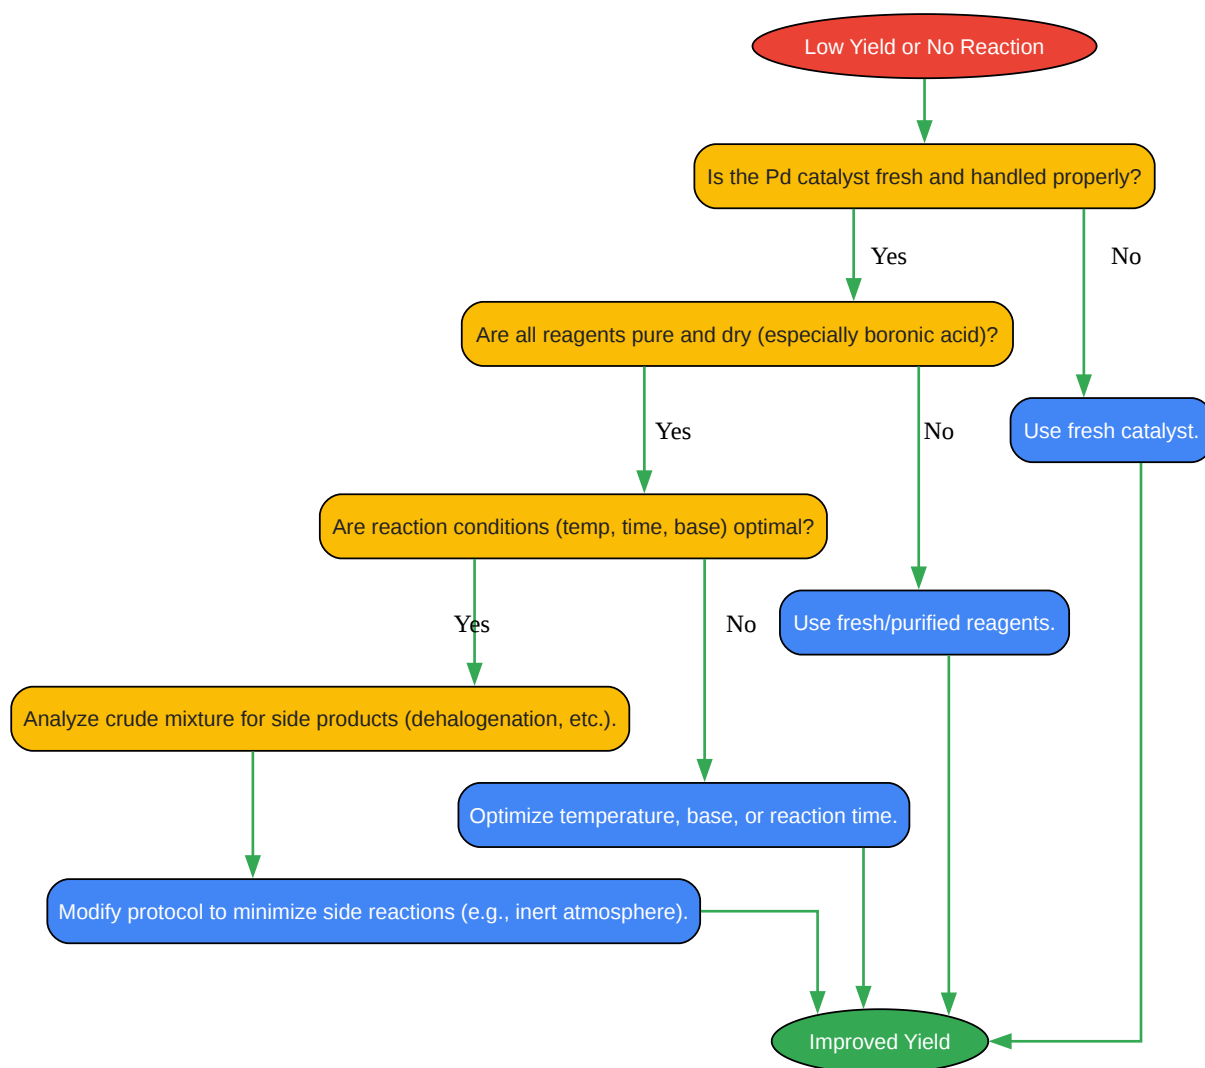 Low Yield or No Reaction
Is the Pd catalyst fresh and handled properly?
Yes
No
Are all reagents pure and dry (especially boronic acid)?
Yes
No
Use fresh catalyst.
Are reaction conditions (temp, time, base) optimal?
Yes
No
Use fresh/purified reagents.
Analyze crude mixture for side products (dehalogenation, etc.).
Optimize temperature, base, or reaction time.
Modify protocol to minimize side reactions (e.g., inert atmosphere).
Improved Yield